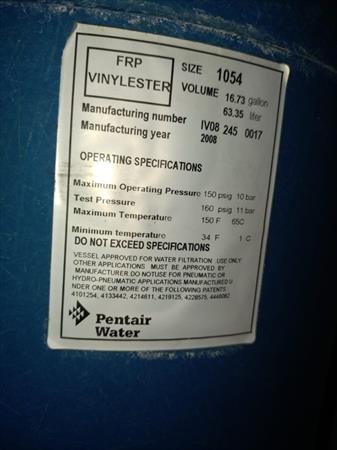 FRP
VINYLESTER
SIZE 1054
VOLUME 16.73 gallon
63.35 liter
Manufacturing number IV08 245 0017
Manufacturing year 2008
OPERATING SPECIFICATIONS
Maximum Operating Pressure 150 psig 10 bar
Test Pressure 160 psig 11 bar
Maximum Temperature 150 F 65C
Minimum temperature 34 F 1 C
DO NOT EXCEED SPECIFICATIONS
VESSEL APPROVED FOR WATER FILTRATION USE ONLY
OTHER APPLICATIONS MUST BE APPROVED BY
MANUFACTURER DO NOTUSE FOR PNEUMATIC OR
HYDRO-PNEUMATIC APPLICATIONS MANUFACTURED U
NDER ONE OR MORE OF THE FOLLOWING PATENTS
4101254, 4133442, 4214611, 4219125, 4228575, 4446062
Pentair
Water